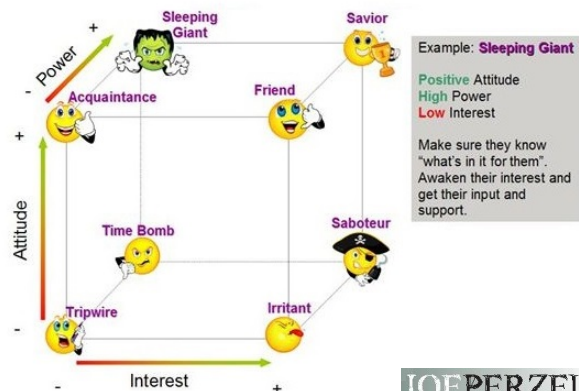 Sleeping
Giant
Savior
+
Power
-
Acquaintance
Friend
+
Attitude
Time Bomb
Saboteur
Tripwire
Irritant
-
-
Interest
+
Example: Sleeping Giant
Positive Attitude
High Power
Low Interest
Make sure they know
"what's in it for them".
Awaken their interest and
get their input and
support.